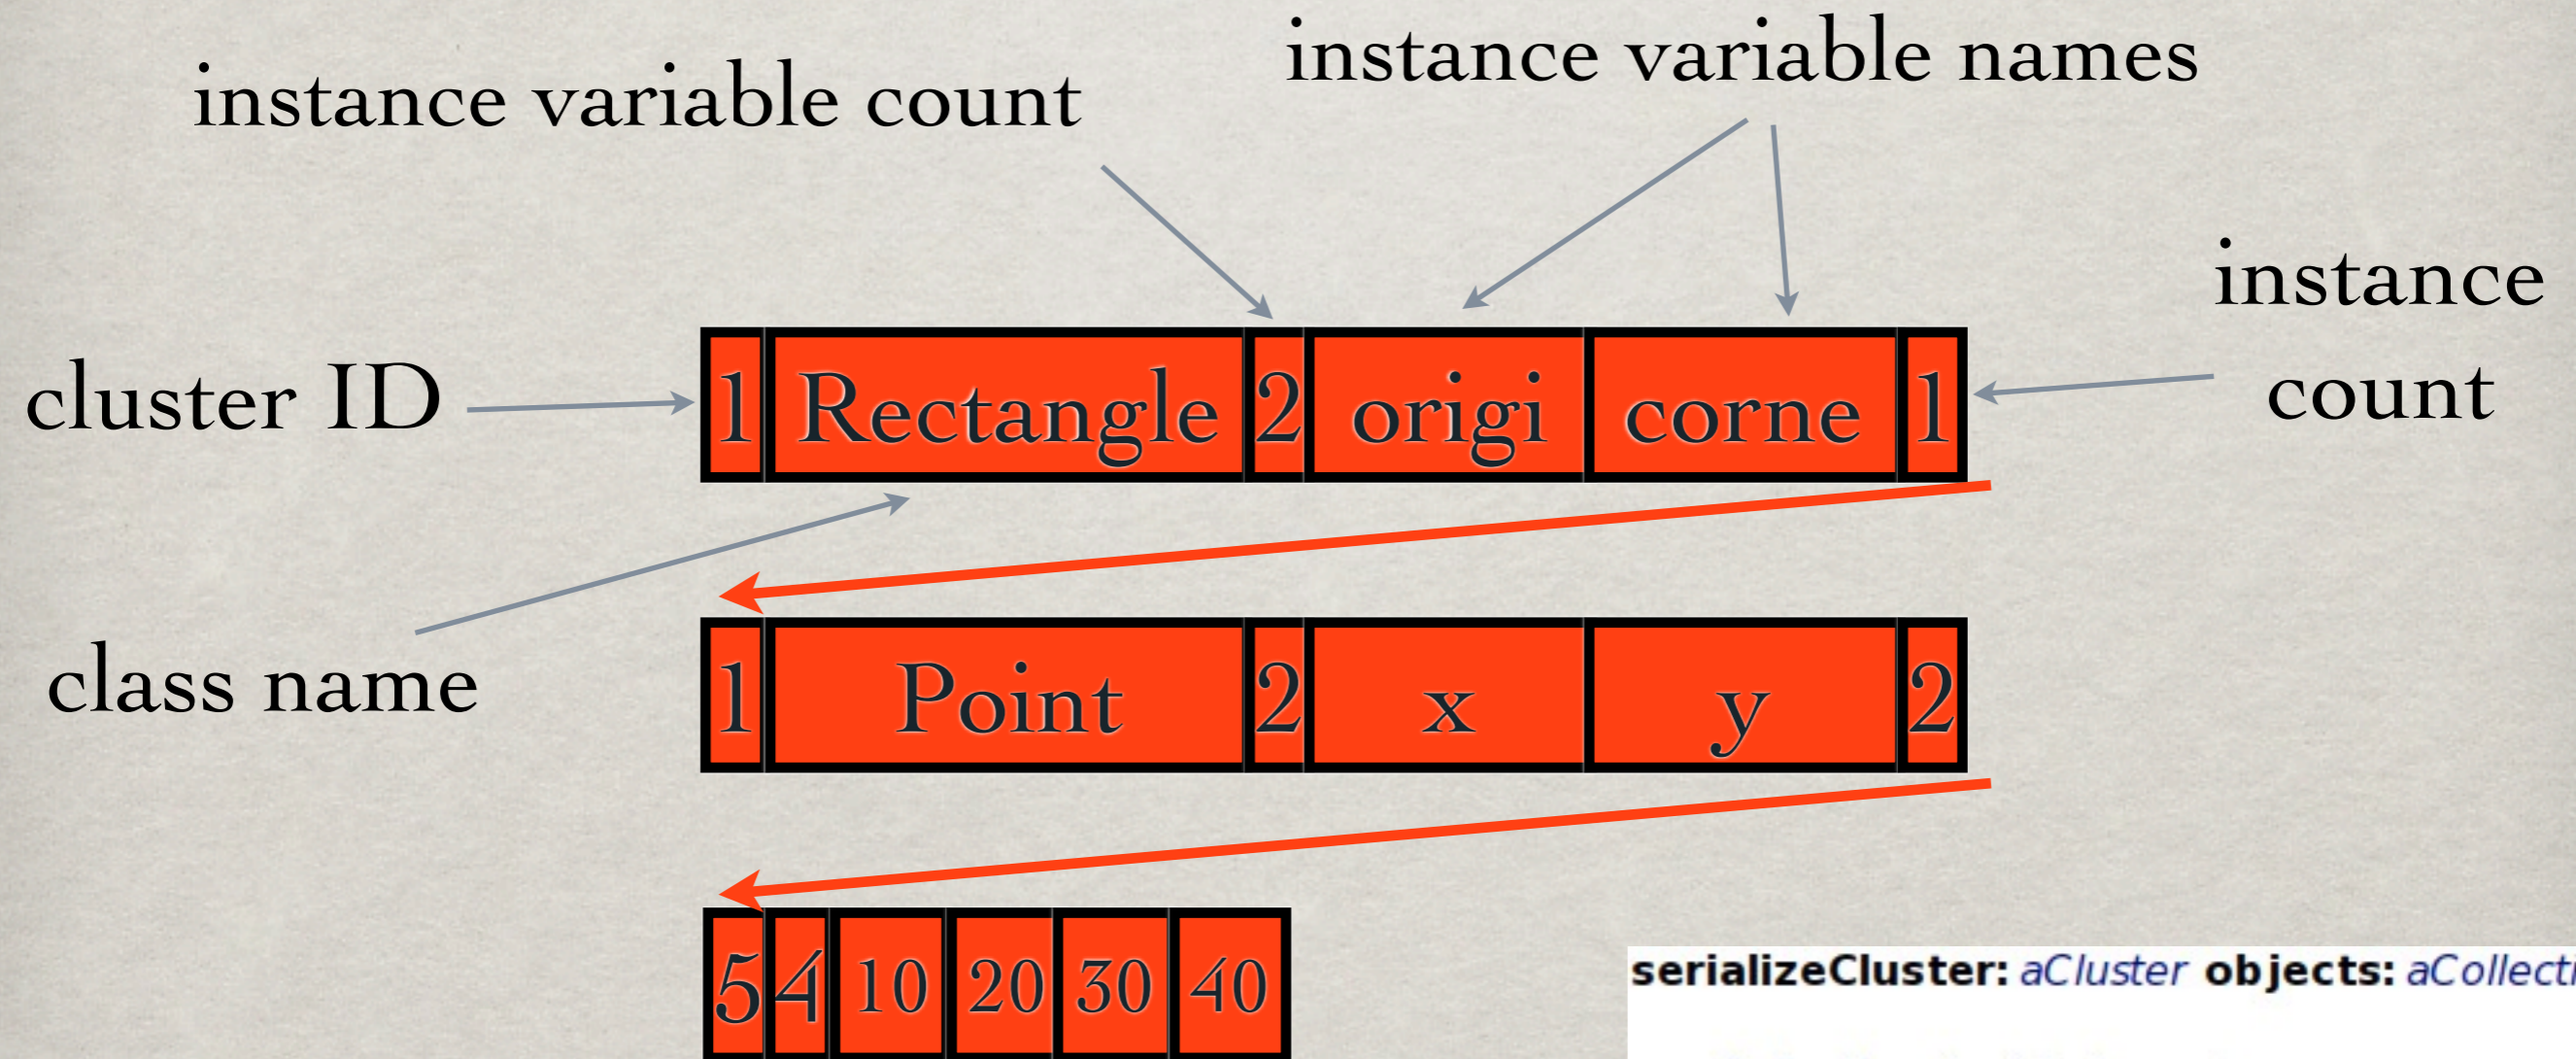 instance variable names
instance variable count
instance
count
cluster ID
1 Rectangle 2 origi corne 1
class name
1 Point 2 x y 2
5 4 10 20 30 40
serializeCluster: aCluster objects: aCollecti